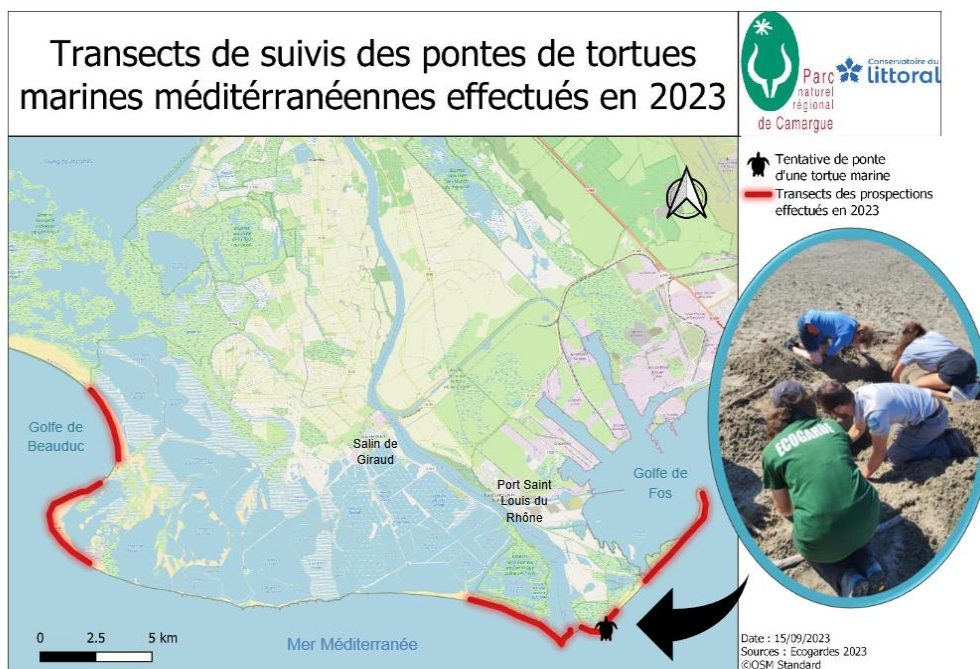 Transects de suivis des pontes de tortues
marines méditérranéennes effectués en 2023
Parc
naturel
régional
de Camargue
Conservatoire du
littoral
Tentative de ponte
d'une tortue marine
Transects des prospections
effectués en 2023
Golfe de
Beauduc
Salin de
Giraud
Port Saint
Louis du
Rhône
Golfe de
Fos
ECOGARDE
Mer Méditerranée
0 2.5 5 km
Date : 15/09/2023
Sources : Ecogardes 2023
©OSM Standard